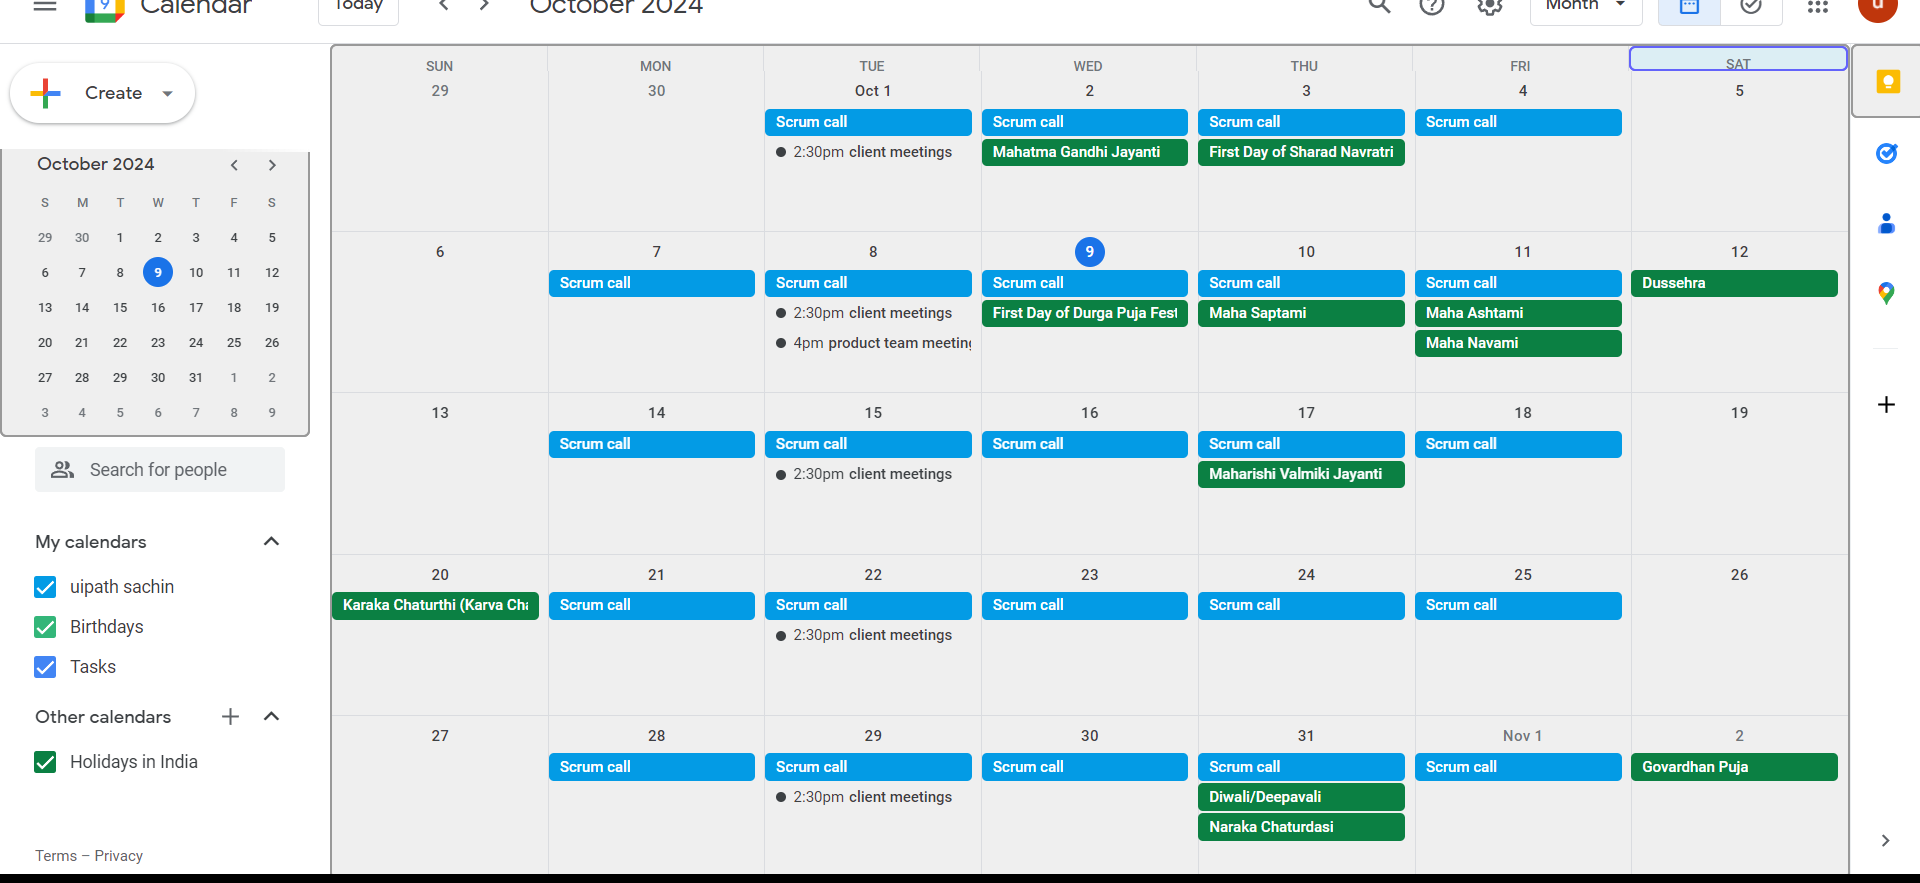 Calendar
Today
October 2024
Month
u
Create
SUN MON TUE WED THU FRI SAT
29 30 Oct 1 2 3 4 5
Scrum call Scrum call Scrum call Scrum call
2:30pm client meetings Mahatma Gandhi Jayanti First Day of Sharad Navratri
6 7 8 9 10 11 12
Scrum call Scrum call Scrum call Scrum call Scrum call Dussehra
2:30pm client meetings First Day of Durga Puja Fest Maha Saptami Maha Ashtami
4pm product team meeting Maha Navami
13 14 15 16 17 18 19
Scrum call Scrum call Scrum call Scrum call Scrum call
2:30pm client meetings Maharishi Valmiki Jayanti
20 21 22 23 24 25 26
Karaka Chaturthi (Karva Cha Scrum call Scrum call Scrum call Scrum call Scrum call
2:30pm client meetings
27 28 29 30 31 Nov 1 2
Scrum call Scrum call Scrum call Scrum call Scrum call Govardhan Puja
2:30pm client meetings Diwali/Deepavali
Naraka Chaturdasi
October 2024
S M T W T F S
29 30 1 2 3 4 5
6 7 8 9 10 11 12
13 14 15 16 17 18 19
20 21 22 23 24 25 26
27 28 29 30 31 1 2
3 4 5 6 7 8 9
Search for people
My calendars
uipath sachin
Birthdays
Tasks
Other calendars
Holidays in India
Terms – Privacy